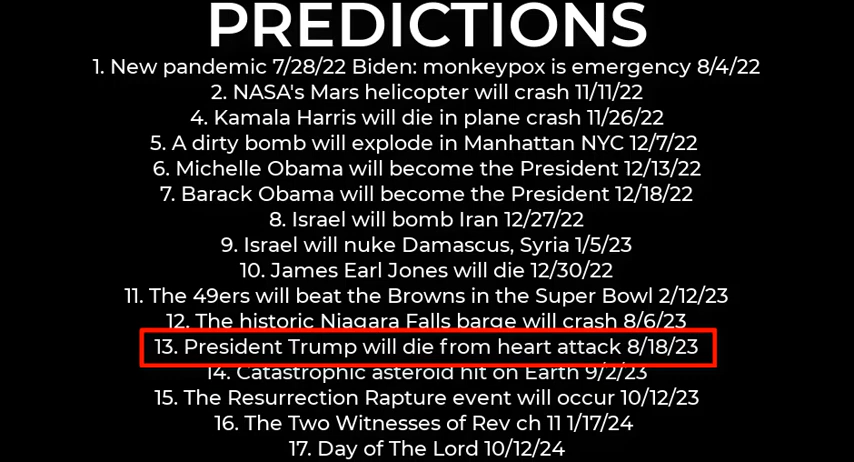 PREDICTIONS
1. New pandemic 7/28/22 Biden: monkeypox is emergency 8/4/22
2. NASA's Mars helicopter will crash 11/11/22
4. Kamala Harris will die in plane crash 11/26/22
5. A dirty bomb will explode in Manhattan NYC 12/7/22
6. Michelle Obama will become the President 12/13/22
7. Barack Obama will become the President 12/18/22
8. Israel will bomb Iran 12/27/22
9. Israel will nuke Damascus, Syria 1/5/23
10. James Earl Jones will die 12/30/22
11. The 49ers will beat the Browns in the Super Bowl 2/12/23
12. The historic Niagara Falls barge will crash 8/6/23
13. President Trump will die from heart attack 8/18/23
14. Catastrophic asteroid hit on Earth 9/2/23
15. The Resurrection Rapture event will occur 10/12/23
16. The Two Witnesses of Rev ch 11 1/17/24
17. Day of The Lord 10/12/24